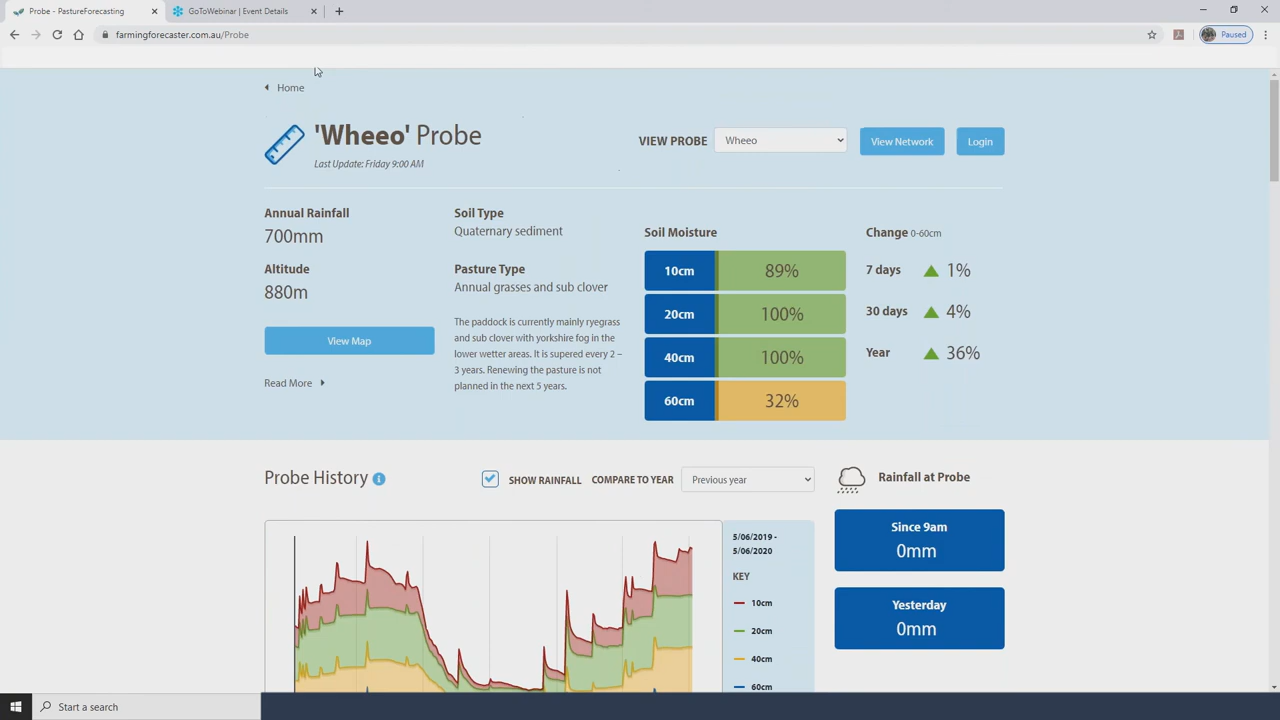 Probe - PastureForecasting
GoToWebinar | Event Details
farmingforecaster.com.au/Probe
Paused
Home
'Wheeo' Probe
Last Update: Friday 9:00 AM
VIEW PROBE
Wheeo
View Network
Login
Annual Rainfall
700mm
Altitude
880m
View Map
Read More
Soil Type
Quaternary sediment
Pasture Type
Annual grasses and sub clover
The paddock is currently mainly ryegrass
and sub clover with yorkshire fog in the
lower wetter areas. It is supered every 2 –
3 years. Renewing the pasture is not
planned in the next 5 years.
Soil Moisture
10cm 89%
20cm 100%
40cm 100%
60cm 32%
Change 0-60cm
7 days 1%
30 days 4%
Year 36%
Probe History
SHOW RAINFALL
COMPARE TO YEAR
Previous year
5/06/2019 -
5/06/2020
KEY
10cm
20cm
40cm
60cm
Rainfall at Probe
Since 9am
0mm
Yesterday
0mm
Start a search